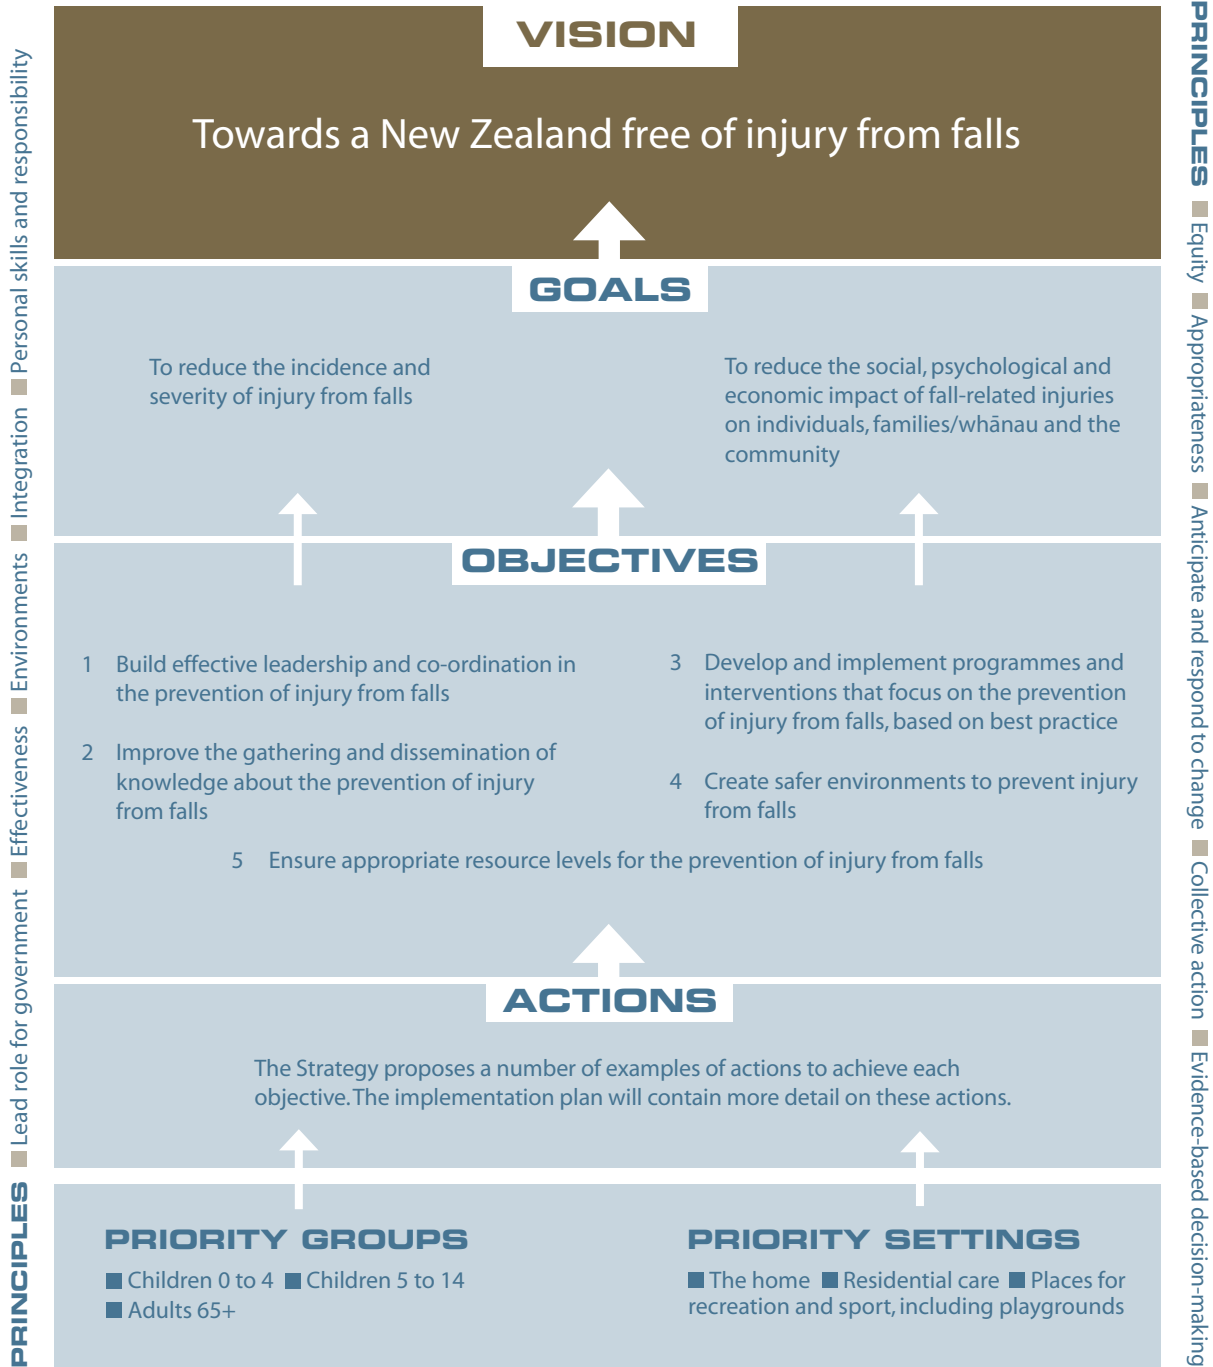 VISION
Towards a New Zealand free of injury from falls
GOALS
To reduce the incidence and
severity of injury from falls
To reduce the social, psychological and
economic impact of fall-related injuries
on individuals, families/whānau and the
community
OBJECTIVES
1 Build effective leadership and co-ordination in
the prevention of injury from falls
2 Improve the gathering and dissemination of
knowledge about the prevention of injury
from falls
3 Develop and implement programmes and
interventions that focus on the prevention
of injury from falls, based on best practice
4 Create safer environments to prevent injury
from falls
5 Ensure appropriate resource levels for the prevention of injury from falls
ACTIONS
The Strategy proposes a number of examples of actions to achieve each
objective. The implementation plan will contain more detail on these actions.
PRIORITY GROUPS
■ Children 0 to 4 ■ Children 5 to 14
■ Adults 65+
PRIORITY SETTINGS
■ The home ■ Residential care ■ Places for
recreation and sport, including playgrounds
PRINCIPLES ■ Lead role for government ■ Effectiveness ■ Environments ■ Integration ■ Personal skills and responsibility
PRINCIPLES ■ Equity ■ Appropriateness ■ Anticipate and respond to change ■ Collective action ■ Evidence-based decision-making